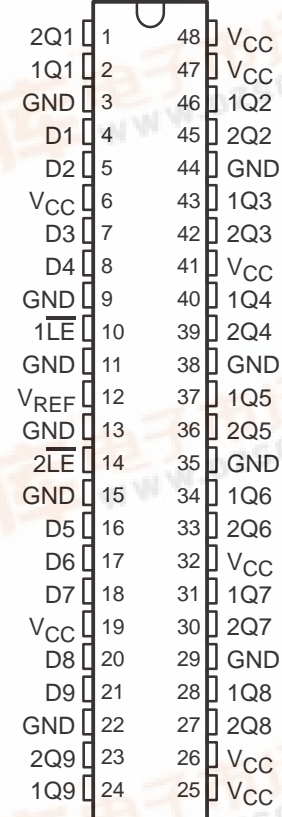 2Q1 1 48 VCC
1Q1 2 47 VCC
GND 3 46 1Q2
D1 4 45 2Q2
D2 5 44 GND
VCC 6 43 1Q3
D3 7 42 2Q3
D4 8 41 VCC
GND 9 40 1Q4
1L̅E̅ 10 39 2Q4
GND 11 38 GND
VREF 12 37 1Q5
GND 13 36 2Q5
2L̅E̅ 14 35 GND
GND 15 34 1Q6
D5 16 33 2Q6
D6 17 32 VCC
D7 18 31 1Q7
VCC 19 30 2Q7
D8 20 29 GND
D9 21 28 1Q8
GND 22 27 2Q8
2Q9 23 26 VCC
1Q9 24 25 VCC